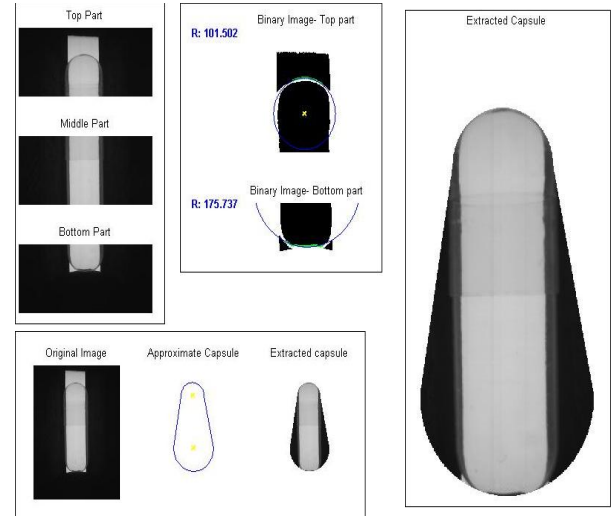 Top Part
Middle Part
Bottom Part
Binary Image- Top part
R: 101.502
Binary Image- Bottom part
R: 175.737
Extracted Capsule
Original Image
Approximate Capsule
Extracted capsule